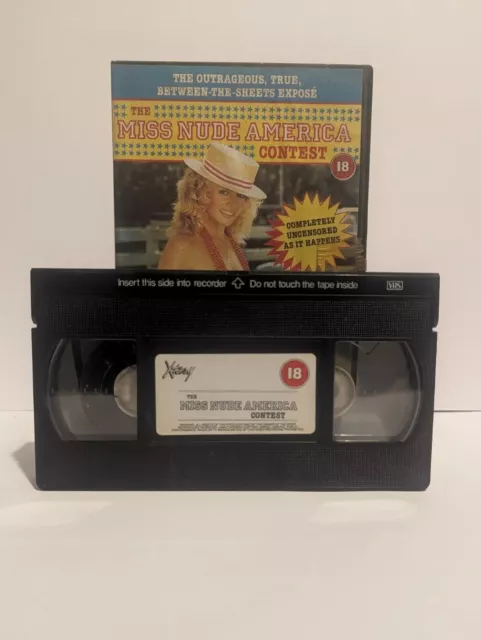 THE OUTRAGEOUS, TRUE,
BETWEEN-THE-SHEETS EXPOSÉ
THE
MISS NUDE AMERICA
CONTEST
18
COMPLETELY
UNCENSORED
AS IT HAPPENS
Insert this side into recorder ⇧ Do not touch the tape inside VHS
18
THE
MISS NUDE AMERICA
CONTEST